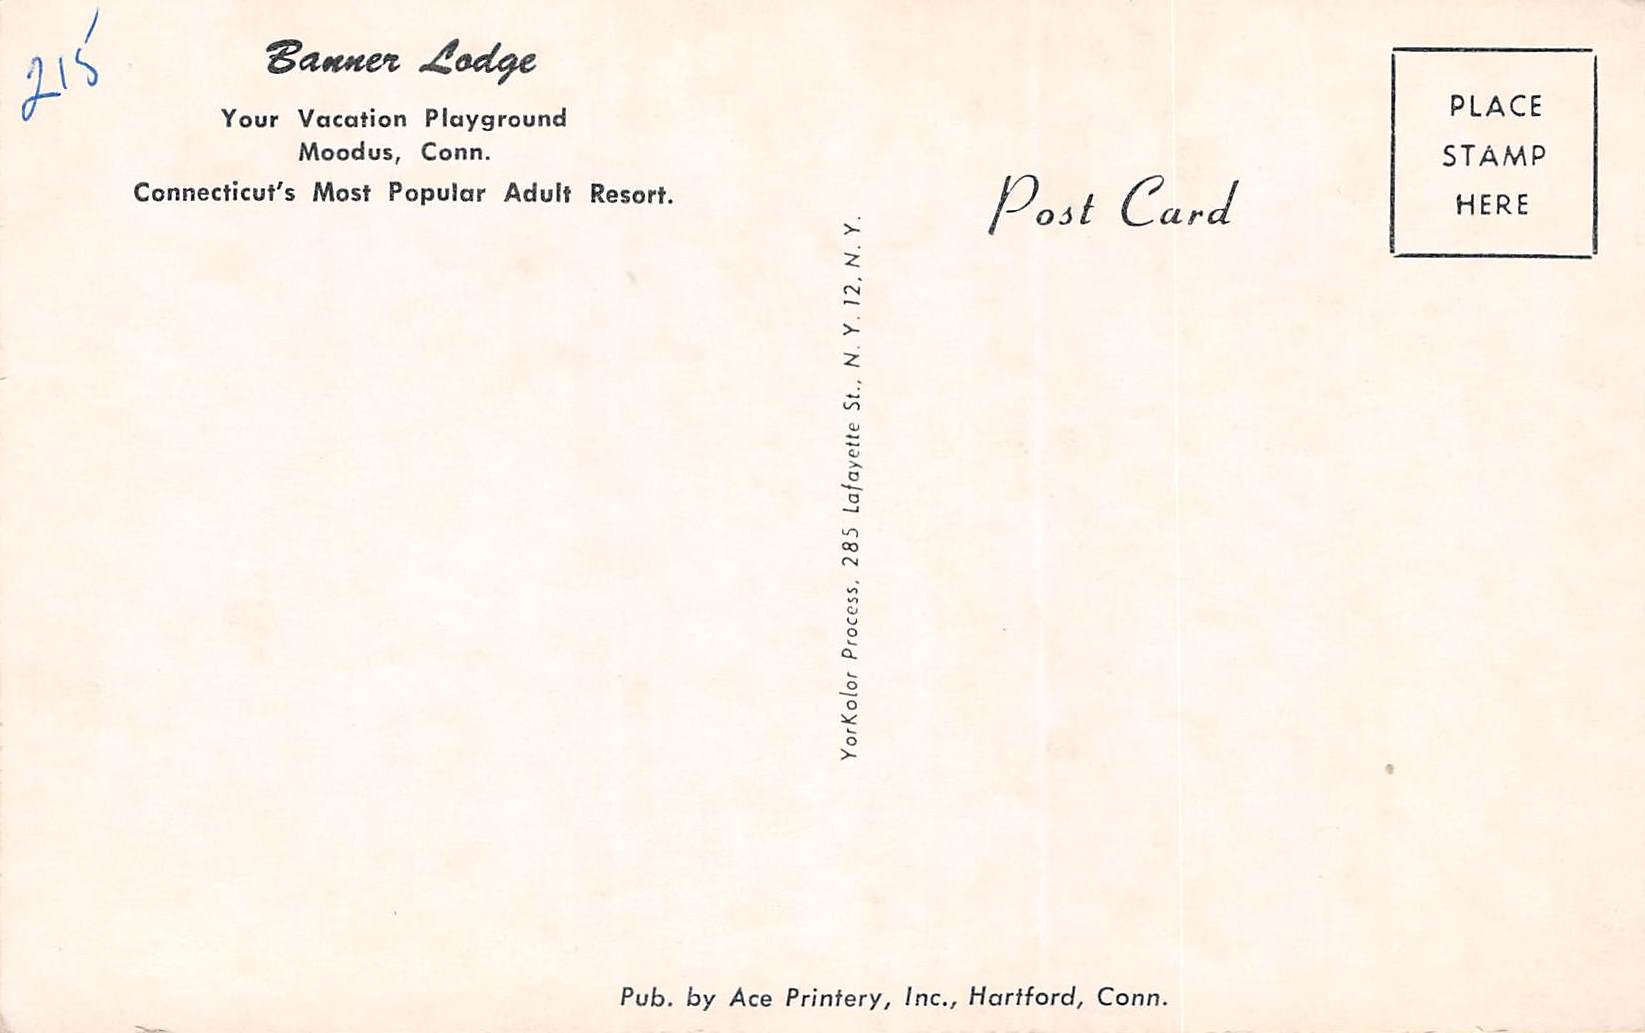 215
Banner Lodge
Your Vacation Playground
Moodus, Conn.
Connecticut's Most Popular Adult Resort.
YorKolor Process, 285 Lafayette St., N. Y. 12, N. Y.
Post Card
PLACE
STAMP
HERE
Pub. by Ace Printery, Inc., Hartford, Conn.